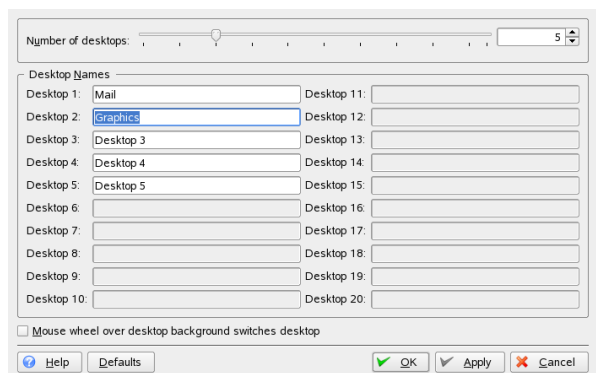 Number of desktops: 5
Desktop Names
Desktop 1: Mail Desktop 11:
Desktop 2: Graphics Desktop 12:
Desktop 3: Desktop 3 Desktop 13:
Desktop 4: Desktop 4 Desktop 14:
Desktop 5: Desktop 5 Desktop 15:
Desktop 6: Desktop 16:
Desktop 7: Desktop 17:
Desktop 8: Desktop 18:
Desktop 9: Desktop 19:
Desktop 10: Desktop 20:
Mouse wheel over desktop background switches desktop
Help Defaults OK Apply Cancel